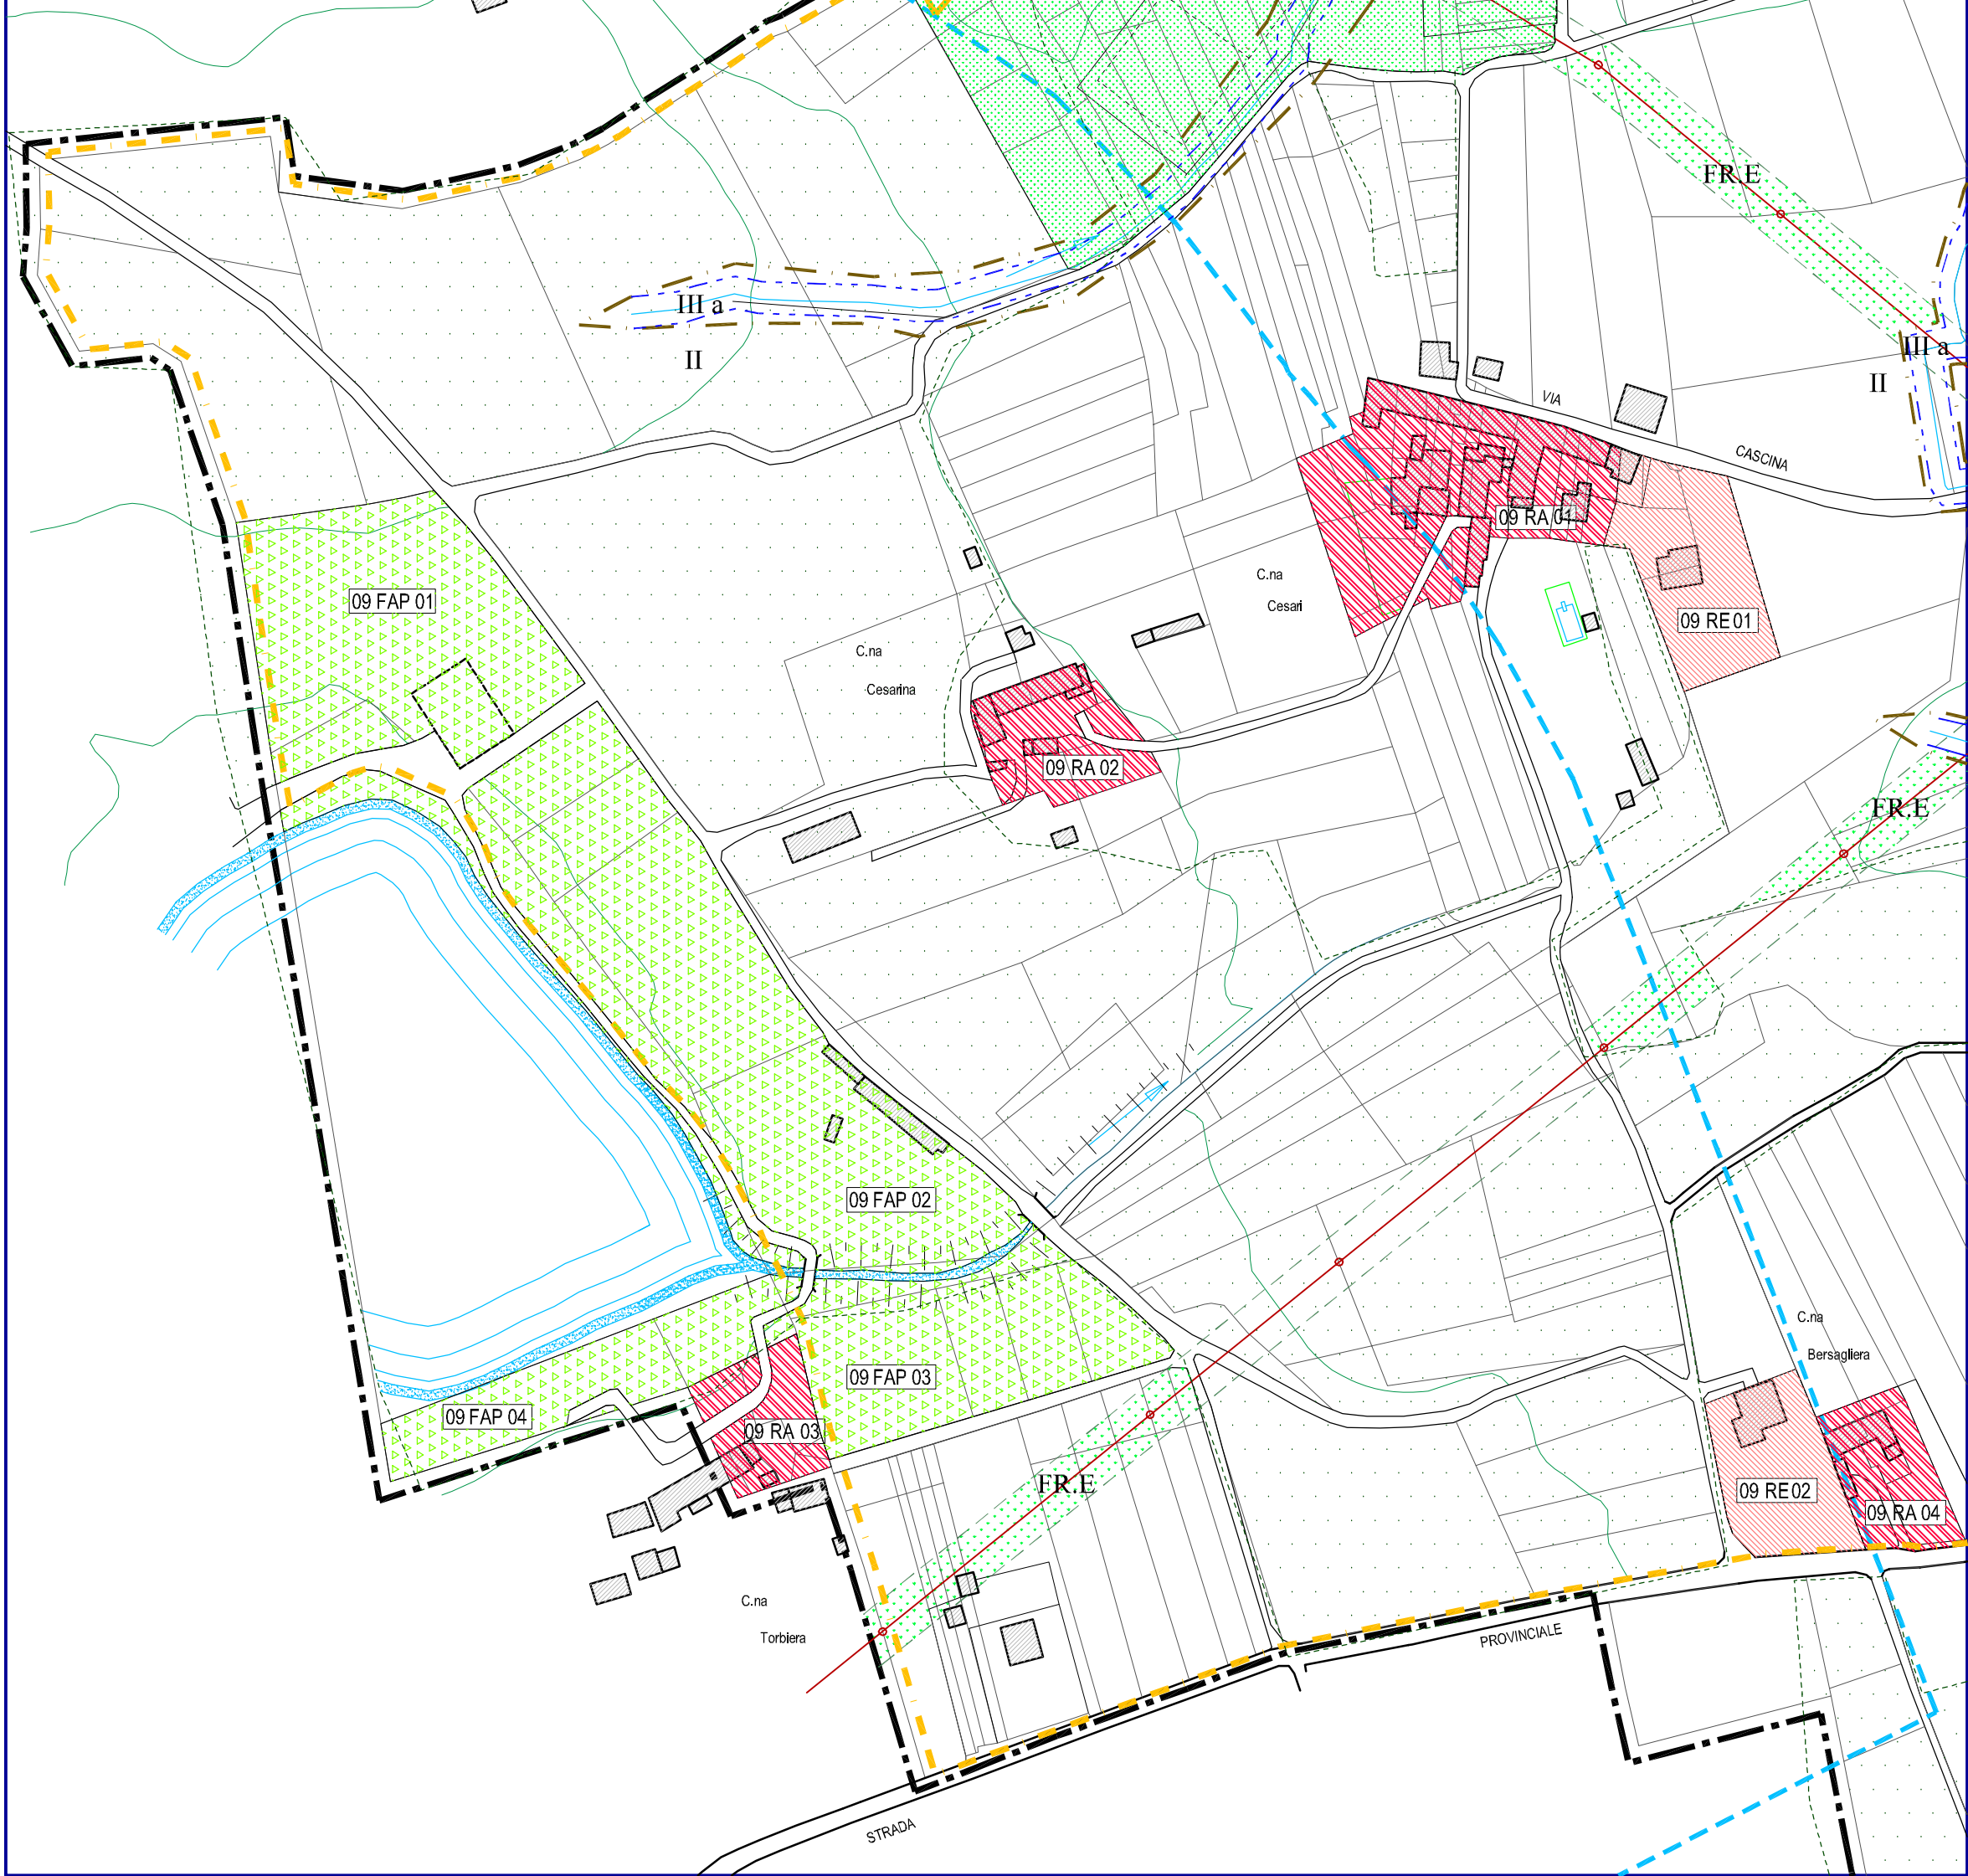 FR.E
III a
II
III a
II
VIA
CASCINA
09 RA 01
C.na
Cesari
09 FAP 01
09 RE 01
C.na
Cesarina
09 RA 02
FR.E
09 FAP 02
C.na
Bersagliera
09 FAP 03
09 FAP 04
09 RA 03
FR.E
09 RE 02
09 RA 04
C.na
Torbiera
PROVINCIALE
STRADA